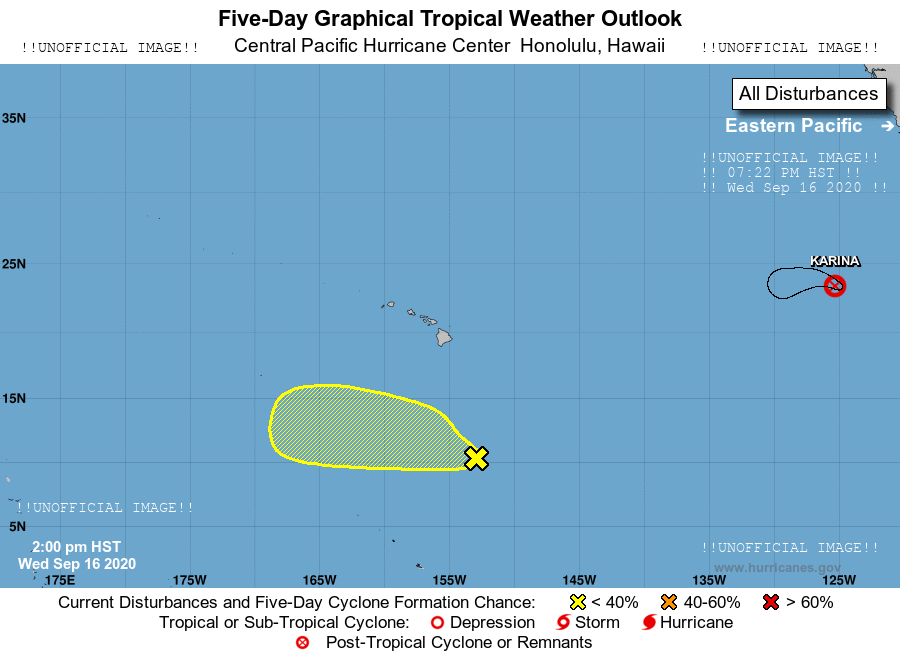 Five-Day Graphical Tropical Weather Outlook
!!UNOFFICIAL IMAGE!! Central Pacific Hurricane Center Honolulu, Hawaii !!UNOFFICIAL IMAGE!!
All Disturbances
35N
Eastern Pacific →
!!UNOFFICIAL IMAGE!!
!! 07:22 PM HST !!
!! Wed Sep 16 2020 !!
25N
KARINA
15N
!!UNOFFICIAL IMAGE!!
5N
2:00 pm HST
Wed Sep 16 2020
!!UNOFFICIAL IMAGE!!
www.hurricanes.gov
175E 175W 165W 155W 145W 135W 125W
Current Disturbances and Five-Day Cyclone Formation Chance: < 40% 40-60% > 60%
Tropical or Sub-Tropical Cyclone: Depression Storm Hurricane
Post-Tropical Cyclone or Remnants